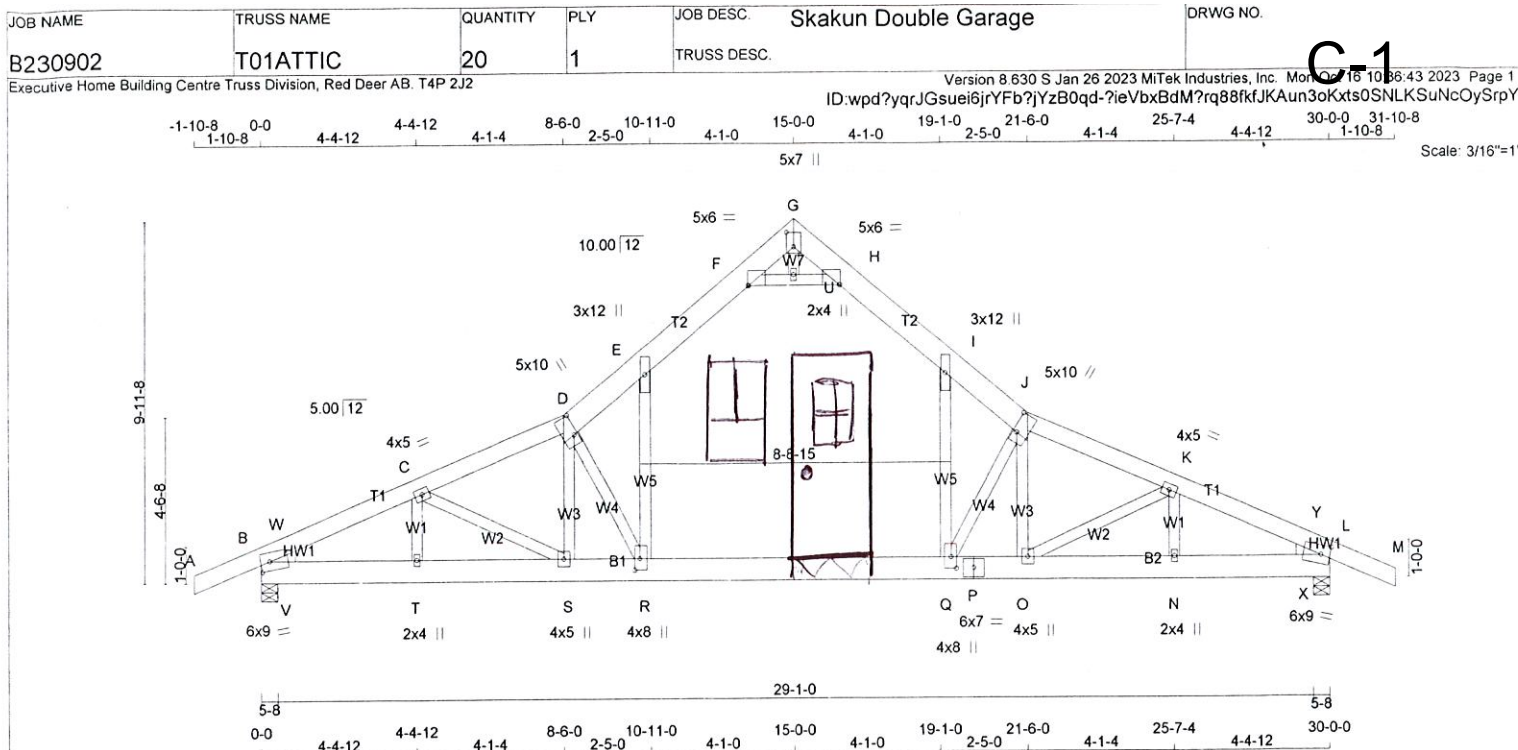 JOB NAME TRUSS NAME QUANTITY PLY JOB DESC. Skakun Double Garage DRWG NO.
B230902 T01ATTIC 20 1 TRUSS DESC. C-1
Executive Home Building Centre Truss Division, Red Deer AB. T4P 2J2 Version 8.630 S Jan 26 2023 MiTek Industries, Inc. Mon Oct 16 10:36:43 2023 Page 1
ID:wpd?yqrJGsuei6jrYFb?jYzB0qd-?ieVbxBdM?rq88fkfJKAun3oKxts0SNLKSuNcOySrpY
-1-10-8 0-0 4-4-12 8-6-0 10-11-0 15-0-0 19-1-0 21-6-0 25-7-4 30-0-0 31-10-8
1-10-8 4-4-12 4-1-4 2-5-0 4-1-0 4-1-0 2-5-0 4-1-4 4-4-12 1-10-8
Scale: 3/16"=1'
5x7 ||
G
5x6 = 5x6 =
10.00 12
F W7 H
U
3x12 || T2 2x4 || T2 3x12 ||
E I
5x10 \\ J 5x10 //
D
9-11-8
5.00 12
4x5 = 4x5 =
C K
8-8-15
4-6-8
T1 W5 W5 T1
W3 W4 W4 W3
B W W1 W2 W2 W1 Y L
A HW1 B1 B2 HW1 M
1-0-0 1-0-0
V T S R Q P O N X
6x9 = 2x4 || 4x5 || 4x8 || 4x8 || 6x7 = 4x5 || 2x4 || 6x9 =
29-1-0
5-8 5-8
0-0 4-4-12 8-6-0 10-11-0 15-0-0 19-1-0 21-6-0 25-7-4 30-0-0
4-4-12 4-1-4 2-5-0 4-1-0 4-1-0 2-5-0 4-1-4 4-4-12